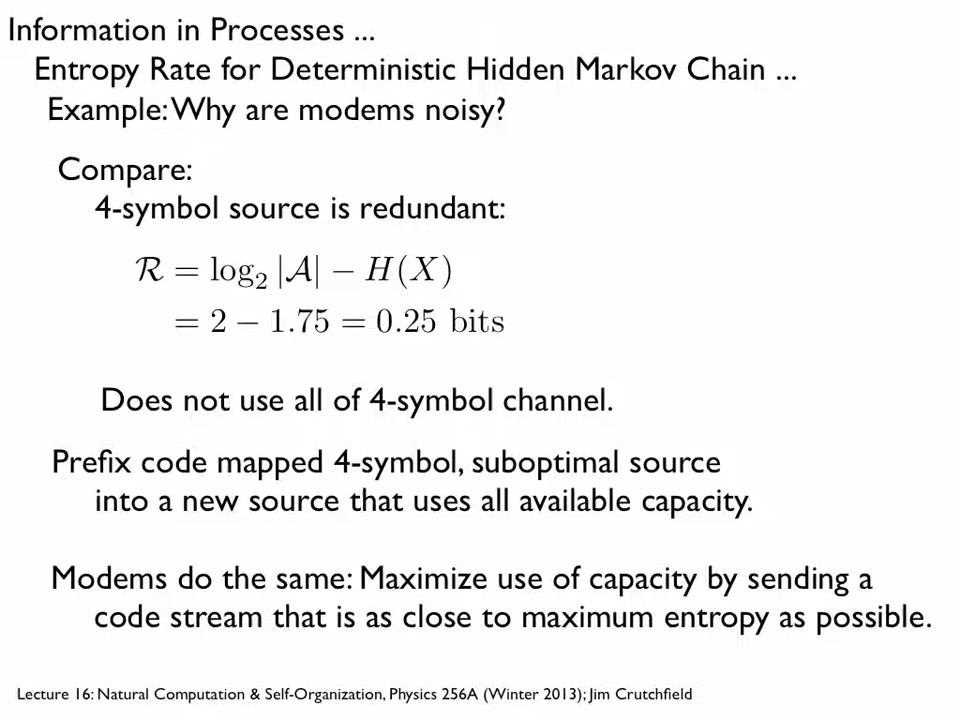 Information in Processes ...
Entropy Rate for Deterministic Hidden Markov Chain ...
Example: Why are modems noisy?
Compare:
4-symbol source is redundant:
ℛ = log₂ |𝒜| − H(X)
= 2 − 1.75 = 0.25 bits
Does not use all of 4-symbol channel.
Prefix code mapped 4-symbol, suboptimal source
into a new source that uses all available capacity.
Modems do the same: Maximize use of capacity by sending a
code stream that is as close to maximum entropy as possible.
Lecture 16: Natural Computation & Self-Organization, Physics 256A (Winter 2013); Jim Crutchfield